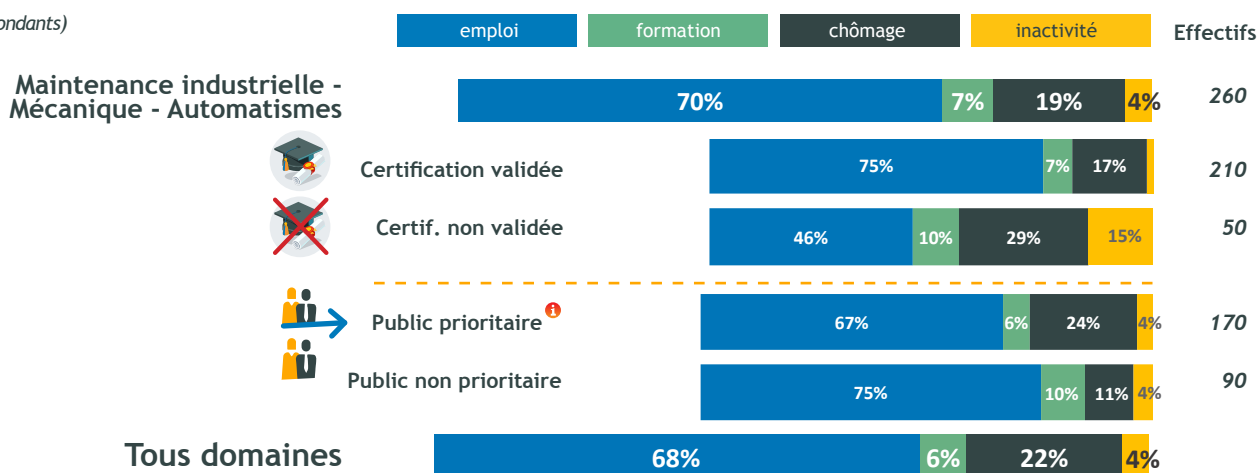 ondants)
emploi formation chômage inactivité Effectifs
Maintenance industrielle -
Mécanique - Automatismes
70% 7% 19% 4% 260
Certification validée 75% 7% 17% 210
Certif. non validée 46% 10% 29% 15% 50
Public prioritaire i 67% 6% 24% 4% 170
Public non prioritaire 75% 10% 11% 4% 90
Tous domaines 68% 6% 22% 4%